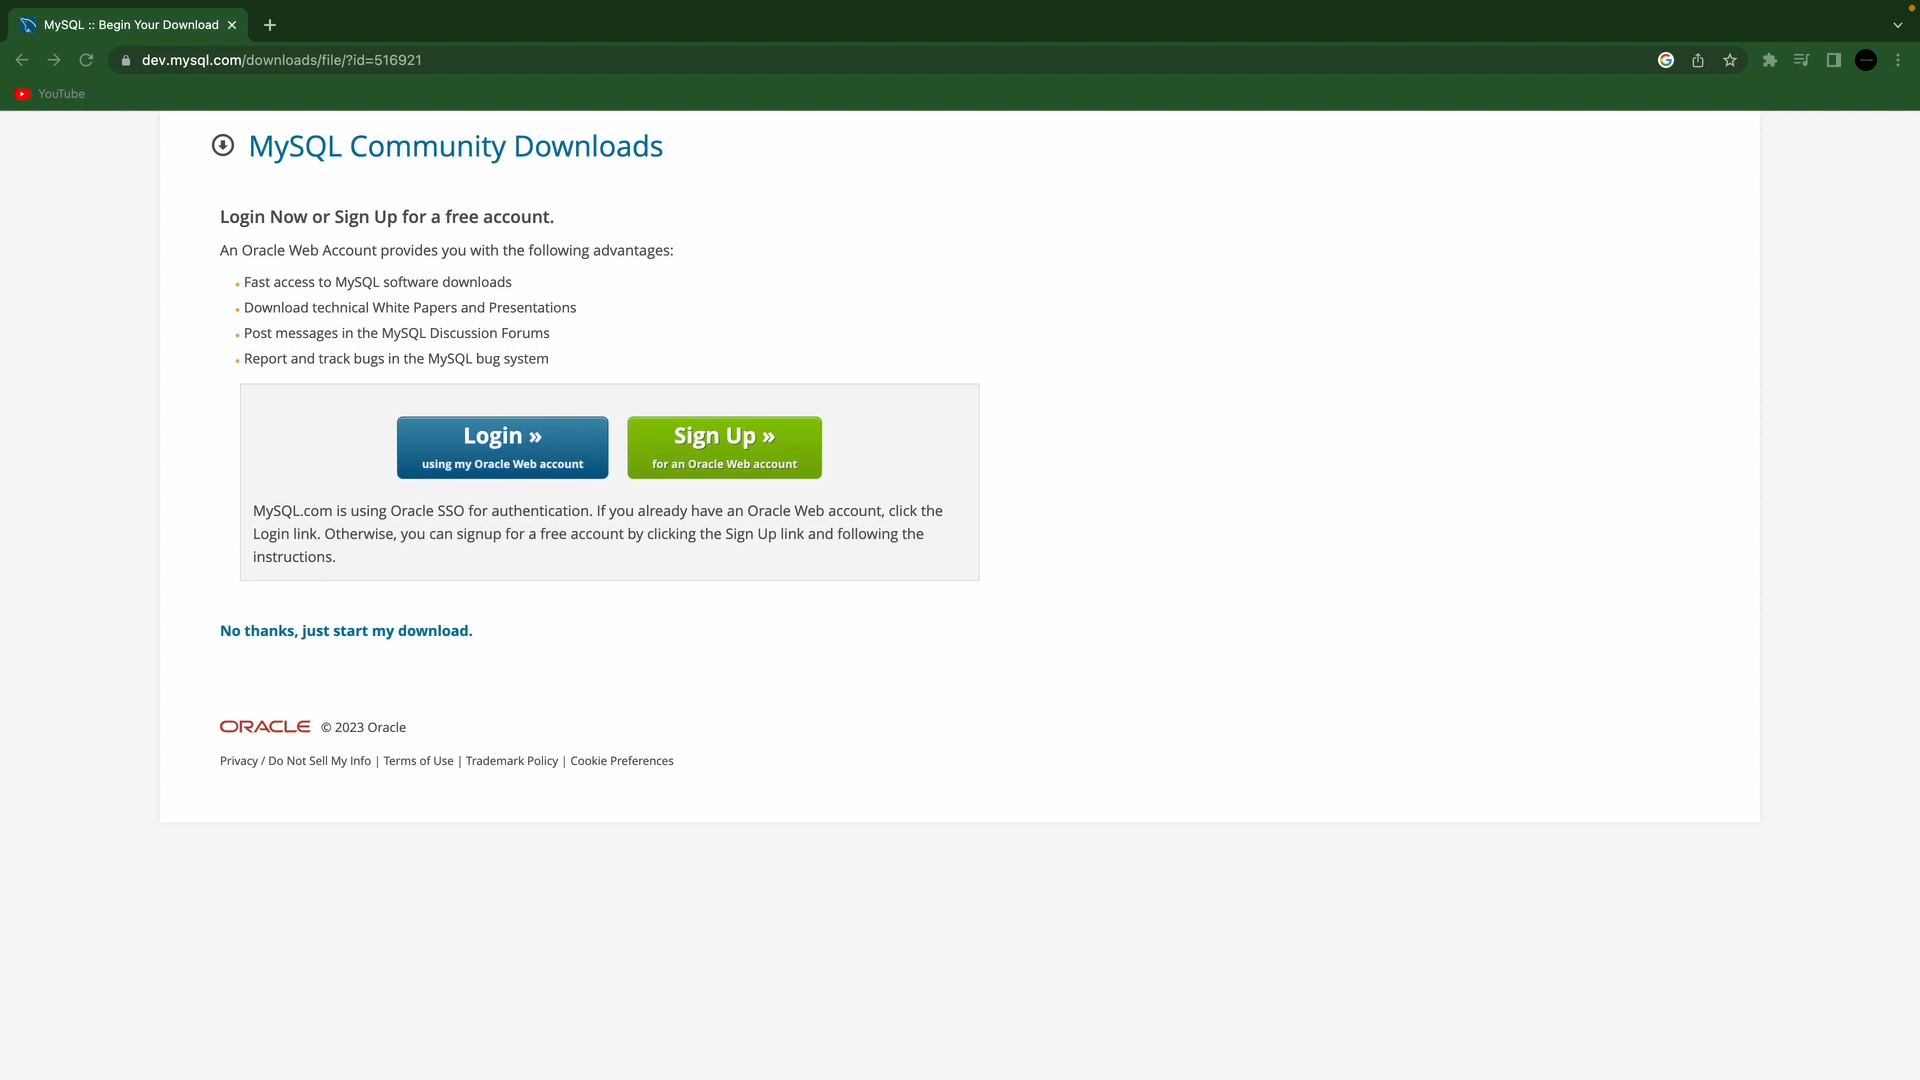 MySQL :: Begin Your Download
dev.mysql.com/downloads/file/?id=516921
YouTube
MySQL Community Downloads
Login Now or Sign Up for a free account.
An Oracle Web Account provides you with the following advantages:
Fast access to MySQL software downloads
Download technical White Papers and Presentations
Post messages in the MySQL Discussion Forums
Report and track bugs in the MySQL bug system
Login »
using my Oracle Web account
Sign Up »
for an Oracle Web account
MySQL.com is using Oracle SSO for authentication. If you already have an Oracle Web account, click the
Login link. Otherwise, you can signup for a free account by clicking the Sign Up link and following the
instructions.
No thanks, just start my download.
ORACLE © 2023 Oracle
Privacy / Do Not Sell My Info | Terms of Use | Trademark Policy | Cookie Preferences